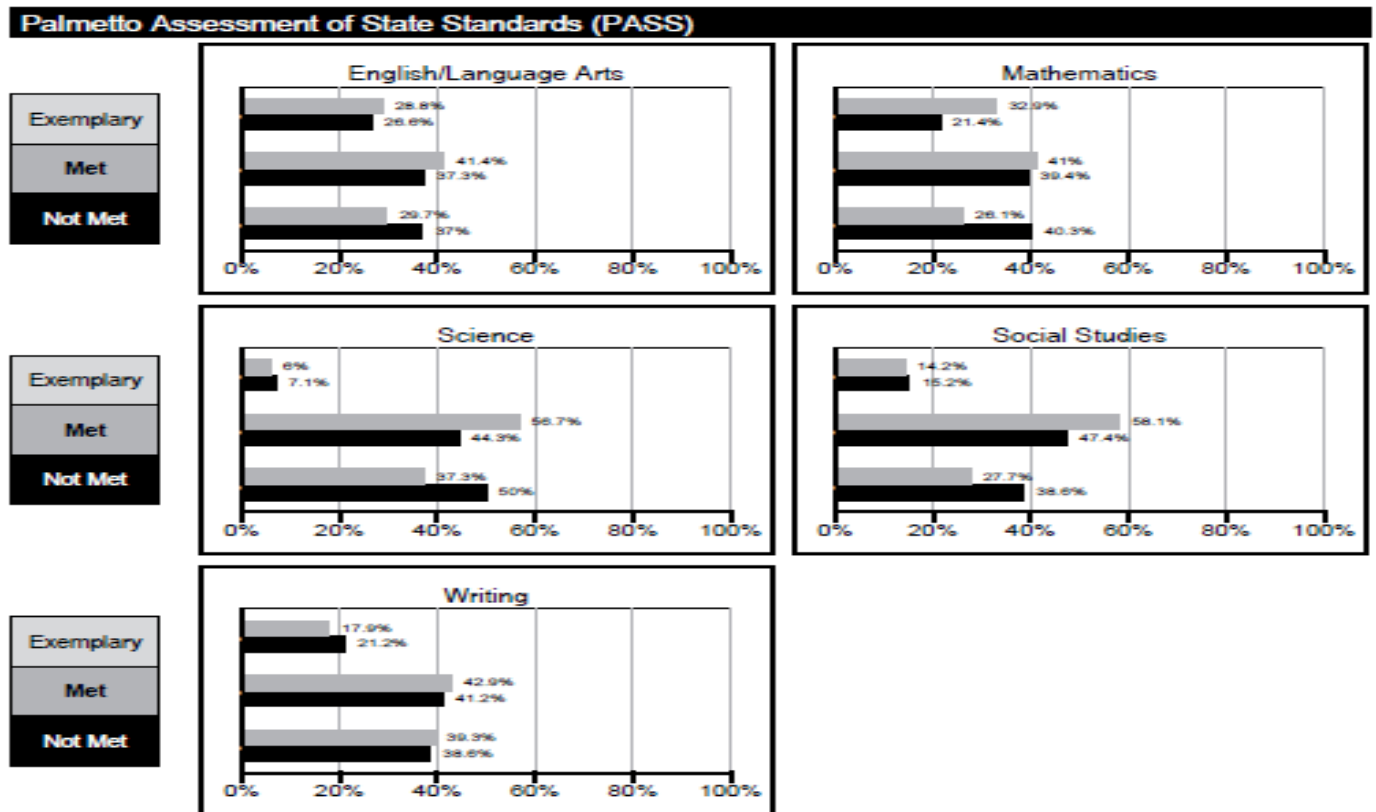 Palmetto Assessment of State Standards (PASS)
English/Language Arts
Mathematics
Exemplary
Met
Not Met
28.8%
26.6%
41.4%
37.3%
29.7%
37%
0% 20% 40% 60% 80% 100%
32.9%
21.4%
41%
39.4%
26.1%
40.3%
0% 20% 40% 60% 80% 100%
Science
Social Studies
Exemplary
Met
Not Met
6%
7.1%
56.7%
44.3%
37.3%
50%
0% 20% 40% 60% 80% 100%
14.2%
15.2%
58.1%
47.4%
27.7%
38.6%
0% 20% 40% 60% 80% 100%
Writing
Exemplary
Met
Not Met
17.9%
21.2%
42.9%
41.2%
39.3%
38.6%
0% 20% 40% 60% 80% 100%